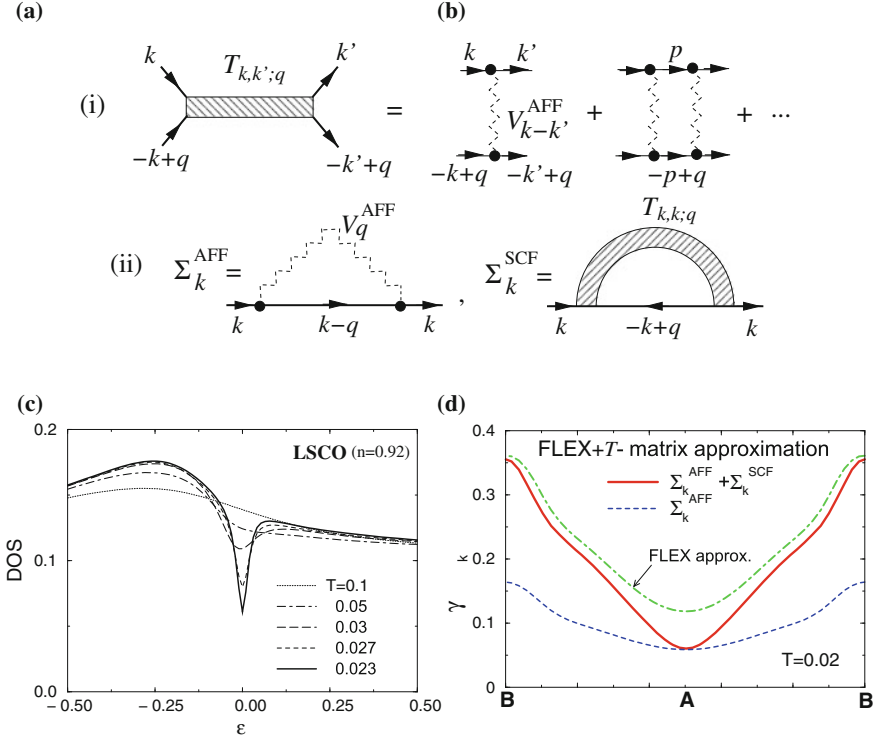 (a) (b)
(i) k k' T_{k,k';q} -k+q -k'+q = k k' V^{AFF}_{k-k'} -k+q -k'+q + p -p+q + ...
(ii) Σ_k^{AFF} = V_q^{AFF} k k-q k , Σ_k^{SCF} = T_{k,k;q} k -k+q k
(c) (d)
0.2
0.1
0.0
DOS
LSCO (n=0.92)
T=0.1
0.05
0.03
0.027
0.023
− 0.50 − 0.25 0.00 0.25 0.50
ε
0.4
0.3
0.2
0.1
0
γ_k
FLEX+T- matrix approximation
Σ_k^{AFF} +Σ_k^{SCF}
Σ_k^{AFF}
FLEX approx.
T=0.02
B A B